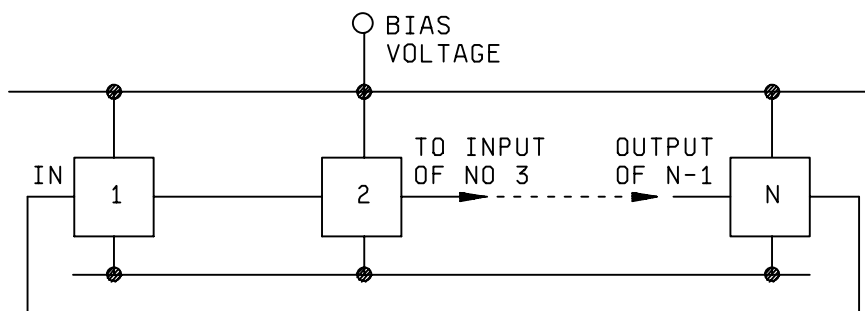 BIAS
VOLTAGE
IN
1
2
TO INPUT
OF NO 3
OUTPUT
OF N-1
N